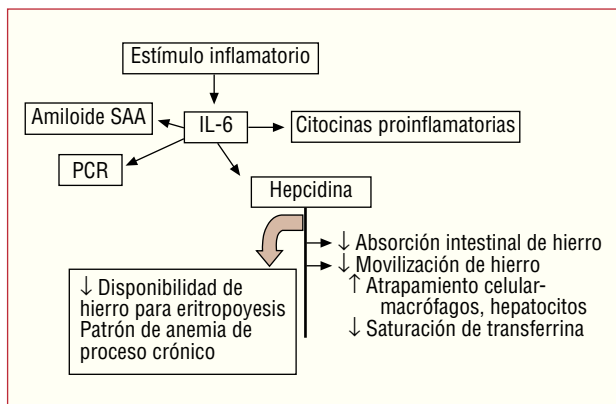 Estímulo inflamatorio
Amiloide SAA
IL-6
Citocinas proinflamatorias
PCR
Hepcidina
↓ Absorción intestinal de hierro
↓ Movilización de hierro
↑ Atrapamiento celular-
macrófagos, hepatocitos
↓ Saturación de transferrina
↓ Disponibilidad de
hierro para eritropoyesis
Patrón de anemia de
proceso crónico